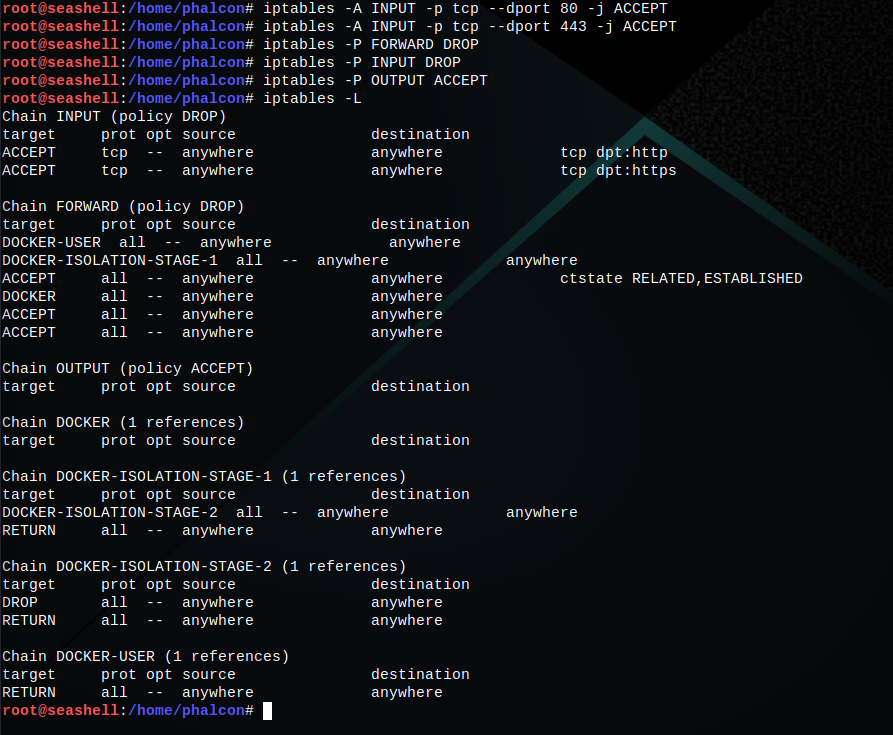 root@seashell:/home/phalcon# iptables -A INPUT -p tcp --dport 80 -j ACCEPT
root@seashell:/home/phalcon# iptables -A INPUT -p tcp --dport 443 -j ACCEPT
root@seashell:/home/phalcon# iptables -P FORWARD DROP
root@seashell:/home/phalcon# iptables -P INPUT DROP
root@seashell:/home/phalcon# iptables -P OUTPUT ACCEPT
root@seashell:/home/phalcon# iptables -L
Chain INPUT (policy DROP)
target     prot opt source               destination
ACCEPT     tcp  --  anywhere             anywhere             tcp dpt:http
ACCEPT     tcp  --  anywhere             anywhere             tcp dpt:https

Chain FORWARD (policy DROP)
target     prot opt source               destination
DOCKER-USER  all  --  anywhere             anywhere
DOCKER-ISOLATION-STAGE-1  all  --  anywhere             anywhere
ACCEPT     all  --  anywhere             anywhere             ctstate RELATED,ESTABLISHED
DOCKER     all  --  anywhere             anywhere
ACCEPT     all  --  anywhere             anywhere
ACCEPT     all  --  anywhere             anywhere

Chain OUTPUT (policy ACCEPT)
target     prot opt source               destination

Chain DOCKER (1 references)
target     prot opt source               destination

Chain DOCKER-ISOLATION-STAGE-1 (1 references)
target     prot opt source               destination
DOCKER-ISOLATION-STAGE-2  all  --  anywhere             anywhere
RETURN     all  --  anywhere             anywhere

Chain DOCKER-ISOLATION-STAGE-2 (1 references)
target     prot opt source               destination
DROP       all  --  anywhere             anywhere
RETURN     all  --  anywhere             anywhere

Chain DOCKER-USER (1 references)
target     prot opt source               destination
RETURN     all  --  anywhere             anywhere
root@seashell:/home/phalcon#